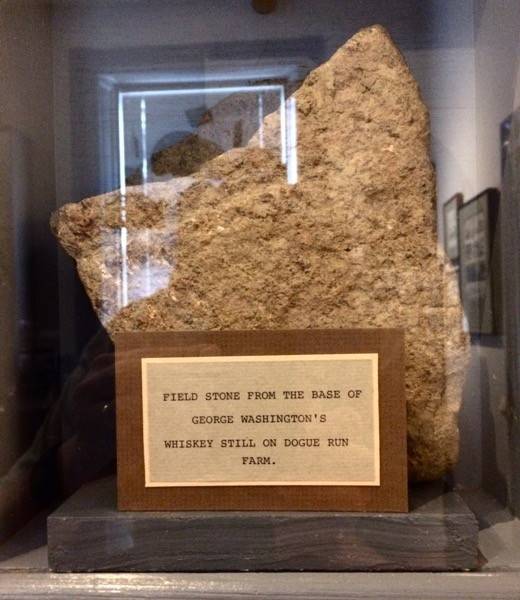 FIELD STONE FROM THE BASE OF
GEORGE WASHINGTON'S
WHISKEY STILL ON DOGUE RUN
FARM.